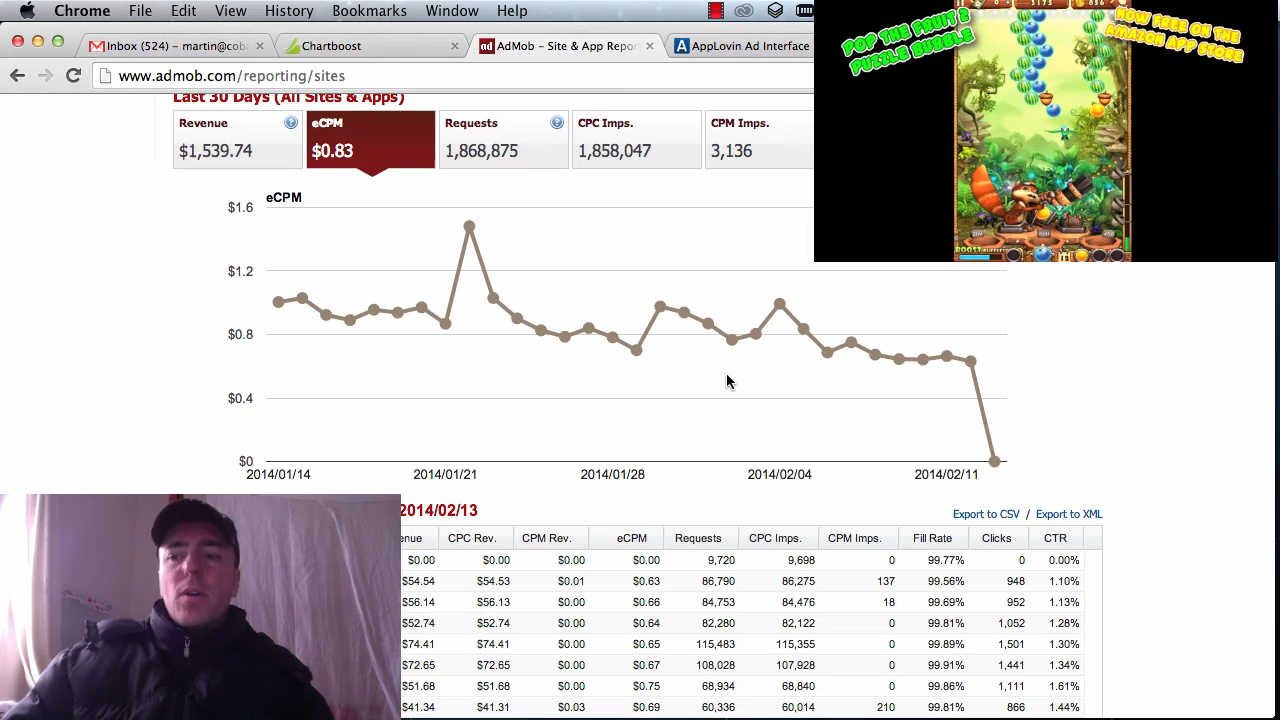 Chrome File Edit View History Bookmarks Window Help
Inbox (524) – martin@coba × Chartboost × AdMob – Site & App Repor × AppLovin Ad Interface
www.admob.com/reporting/sites
Last 30 Days (All Sites & Apps)
Revenue eCPM Requests CPC Imps. CPM Imps.
$1,539.74 $0.83 1,868,875 1,858,047 3,136
POP THE FRUIT 2
PUZZLE BUBBLE
NOW FREE ON THE
AMAZON APP STORE
eCPM
$1.6
$1.2
$0.8
$0.4
$0
2014/01/14 2014/01/21 2014/01/28 2014/02/04 2014/02/11
2014/02/13 Export to CSV / Export to XML
enue CPC Rev. CPM Rev. eCPM Requests CPC Imps. CPM Imps. Fill Rate Clicks CTR
$0.00 $0.00 $0.00 $0.00 9,720 9,698 0 99.77% 0 0.00%
$54.54 $54.53 $0.01 $0.63 86,790 86,275 137 99.56% 948 1.10%
$56.14 $56.13 $0.00 $0.66 84,753 84,476 18 99.69% 952 1.13%
$52.74 $52.74 $0.00 $0.64 82,280 82,122 0 99.81% 1,052 1.28%
$74.41 $74.41 $0.00 $0.65 115,483 115,355 0 99.89% 1,501 1.30%
$72.65 $72.65 $0.00 $0.67 108,028 107,928 0 99.91% 1,441 1.34%
$51.68 $51.68 $0.00 $0.75 68,934 68,840 0 99.86% 1,111 1.61%
$41.34 $41.31 $0.03 $0.69 60,336 60,014 210 99.81% 866 1.44%